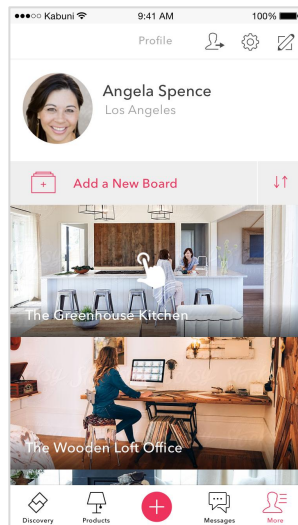 Kabuni 9:41 AM 100%
Profile
Angela Spence
Los Angeles
Add a New Board
The Greenhouse Kitchen
The Wooden Loft Office
Discovery Products Messages More